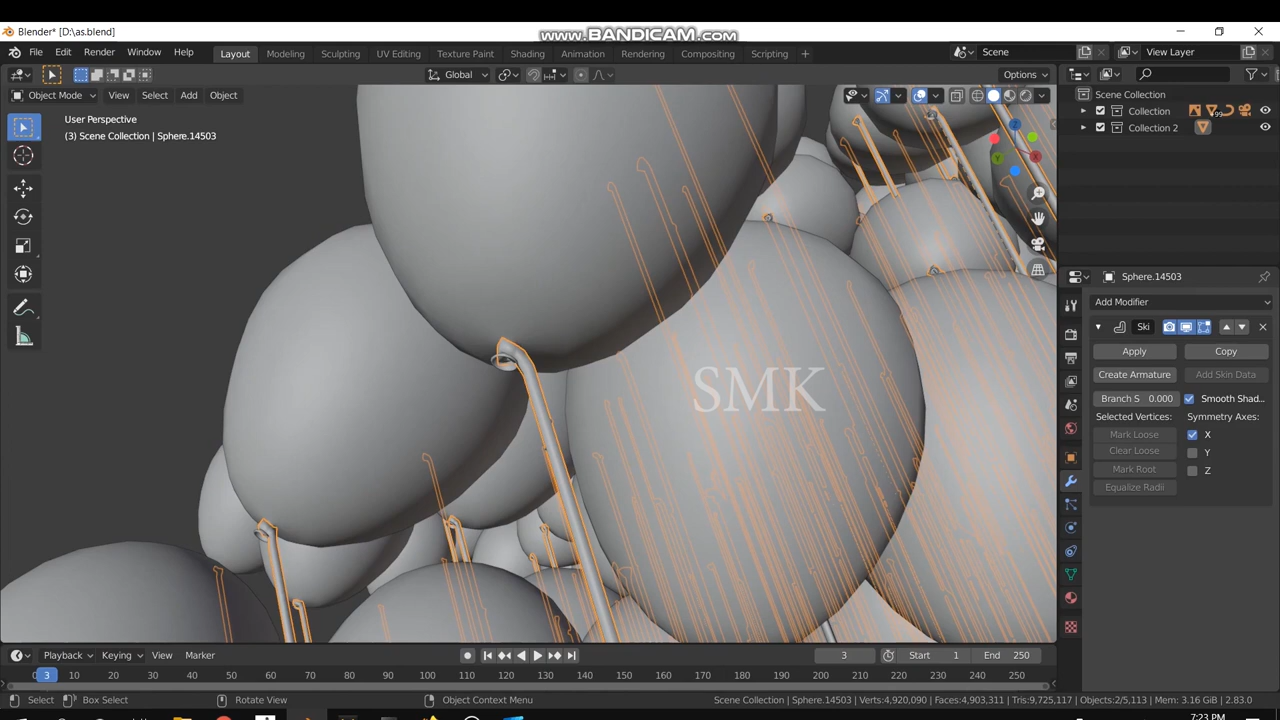 Blender* [D:\as.blend]
www.BANDICAM.com
File Edit Render Window Help
Layout Modeling Sculpting UV Editing Texture Paint Shading Animation Rendering Compositing Scripting +
Scene
View Layer
Global
Options
Object Mode View Select Add Object
User Perspective
(3) Scene Collection | Sphere.14503
Scene Collection
Collection
Collection 2
Sphere.14503
Add Modifier
Ski
Apply Copy
Create Armature Add Skin Data
Branch S 0.000 Smooth Shad...
Selected Vertices: Symmetry Axes:
Mark Loose X
Clear Loose Y
Mark Root Z
Equalize Radii
SMK
Playback Keying View Marker
3 Start 1 End 250
3 10 20 30 40 50 60 70 80 90 100 110 120 130 140 150 160 170 180 190 200 210 220 230 240 250
Select Box Select Rotate View Object Context Menu
Scene Collection | Sphere.14503 | Verts:4,920,090 | Faces:4,903,311 | Tris:9,725,117 | Objects:2/5,113 | Mem: 3.16 GiB | 2.83.0
7:23 PM